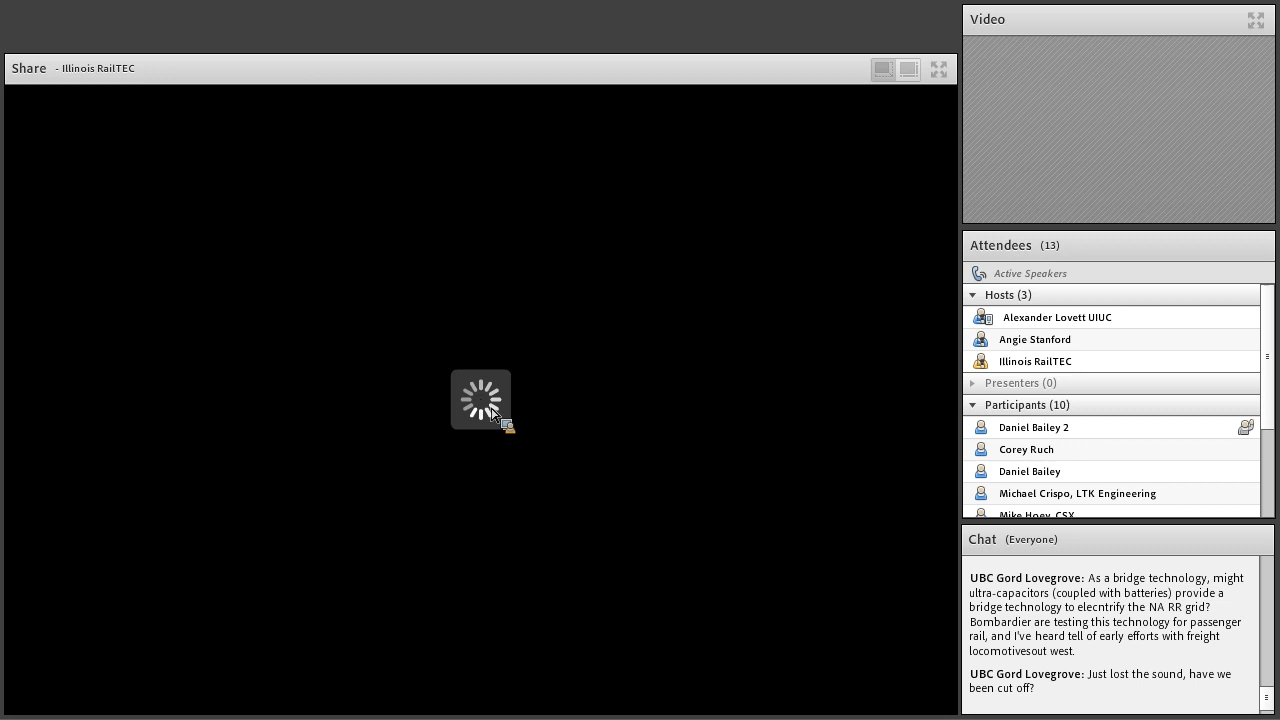 Video
Share - Illinois RailTEC
Attendees (13)
Active Speakers
Hosts (3)
Alexander Lovett UIUC
Angie Stanford
Illinois RailTEC
Presenters (0)
Participants (10)
Daniel Bailey 2
Corey Ruch
Daniel Bailey
Michael Crispo, LTK Engineering
Mike Hoey, CSX
Chat (Everyone)
UBC Gord Lovegrove: As a bridge technology, might
ultra-capacitors (coupled with batteries) provide a
bridge technology to elecntrify the NA RR grid?
Bombardier are testing this technology for passenger
rail, and I've heard tell of early efforts with freight
locomotivesout west.
UBC Gord Lovegrove: Just lost the sound, have we
been cut off?